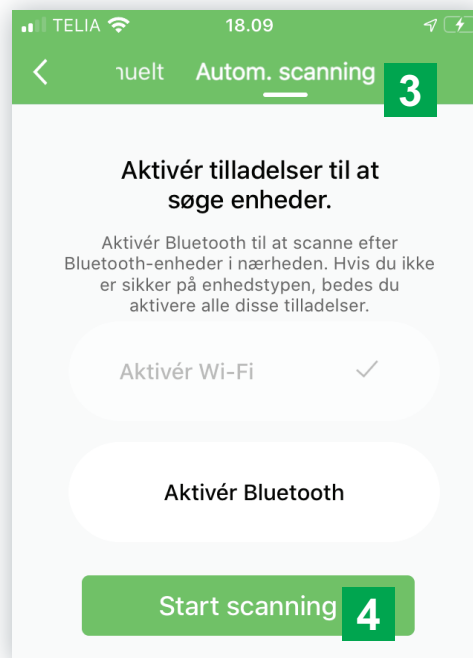 TELIA 18.09
nuelt Autom. scanning
3
Aktivér tilladelser til at
søge enheder.
Aktivér Bluetooth til at scanne efter
Bluetooth-enheder i nærheden. Hvis du ikke
er sikker på enhedstypen, bedes du
aktivere alle disse tilladelser.
Aktivér Wi-Fi
Aktivér Bluetooth
Start scanning 4